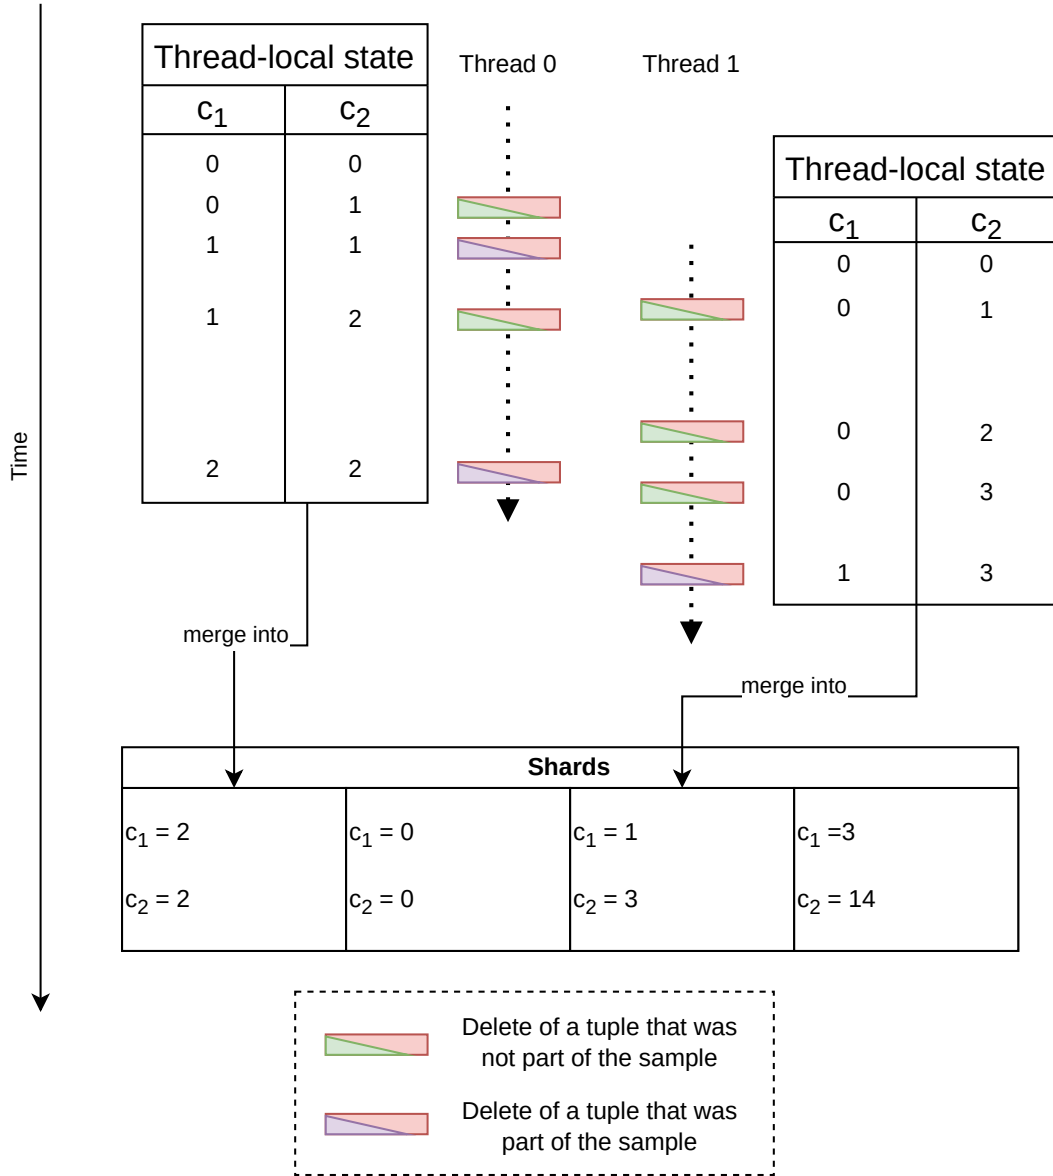 Thread-local state
c1 c2
0 0
0 1
1 1
1 2
2 2
Thread 0
Thread 1
Thread-local state
c1 c2
0 0
0 1
0 2
0 3
1 3
Time
merge into
merge into
Shards
c1 = 2
c2 = 2
c1 = 0
c2 = 0
c1 = 1
c2 = 3
c1 =3
c2 = 14
Delete of a tuple that was
not part of the sample
Delete of a tuple that was
part of the sample